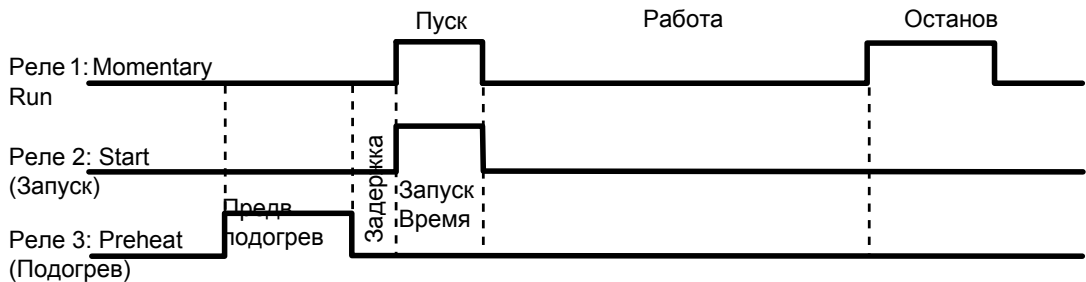 Пуск
Работа
Останов
Реле 1: Momentary
Run
Реле 2: Start
(Запуск)
Задержка
Запуск
Время
Предв.
подогрев
Реле 3: Preheat
(Подогрев)